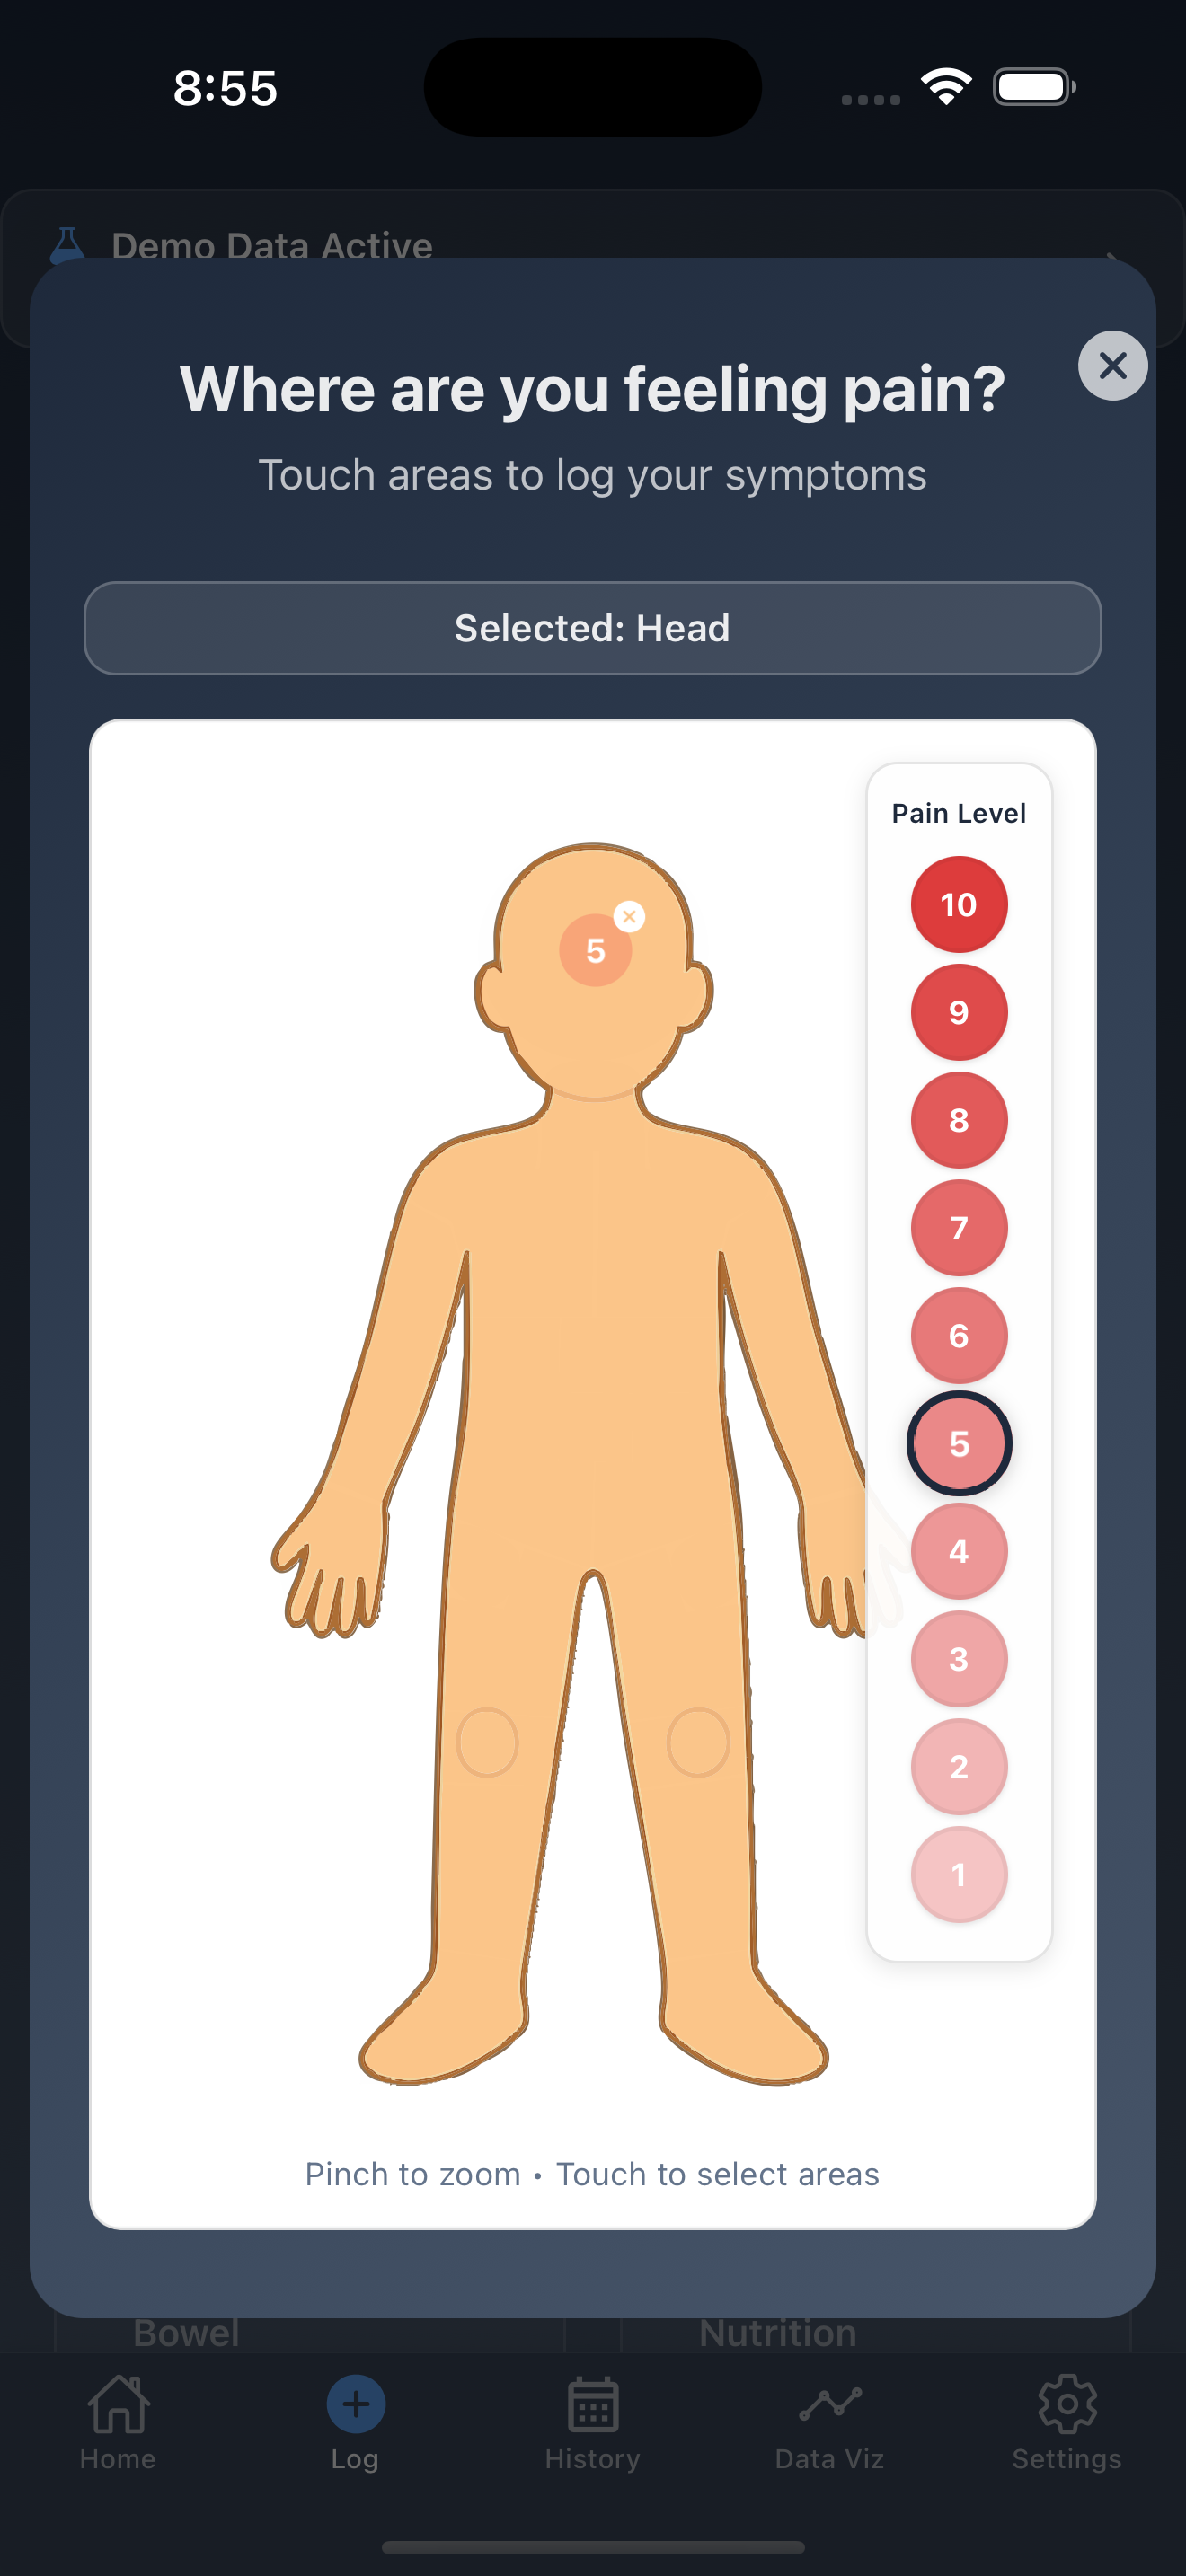 8:55
Demo Data Active
Where are you feeling pain?
Touch areas to log your symptoms
Selected: Head
Pain Level
10
5
9
8
7
6
5
4
3
2
1
Pinch to zoom • Touch to select areas
Bowel
Nutrition
Home
Log
History
Data Viz
Settings